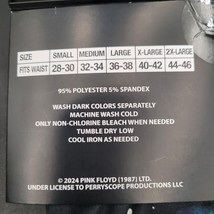 SIZE SMALL MEDIUM LARGE X-LARGE 2X-LARGE
FITS WAIST 28-30 32-34 36-38 40-42 44-46
95% POLYESTER 5% SPANDEX
WASH DARK COLORS SEPARATELY
MACHINE WASH COLD
ONLY NON-CHLORINE BLEACH WHEN NEEDED
TUMBLE DRY LOW
COOL IRON AS NEEDED
© 2024 PINK FLOYD (1987) LTD.
UNDER LICENSE TO PERRYSCOPE PRODUCTIONS LLC